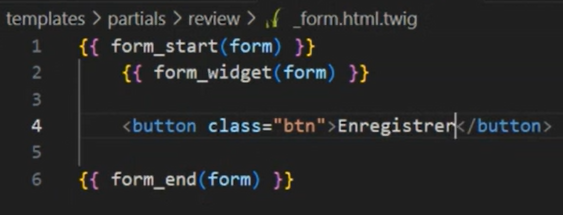 templates > partials > review > _form.html.twig
1 {{ form_start(form) }}
2 {{ form_widget(form) }}
3
4 <button class="btn">Enregistrer</button>
5
6 {{ form_end(form) }}